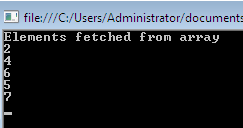 file:///C:/Users/Administrator/documents
Elements fetched from array
2
4
6
5
7